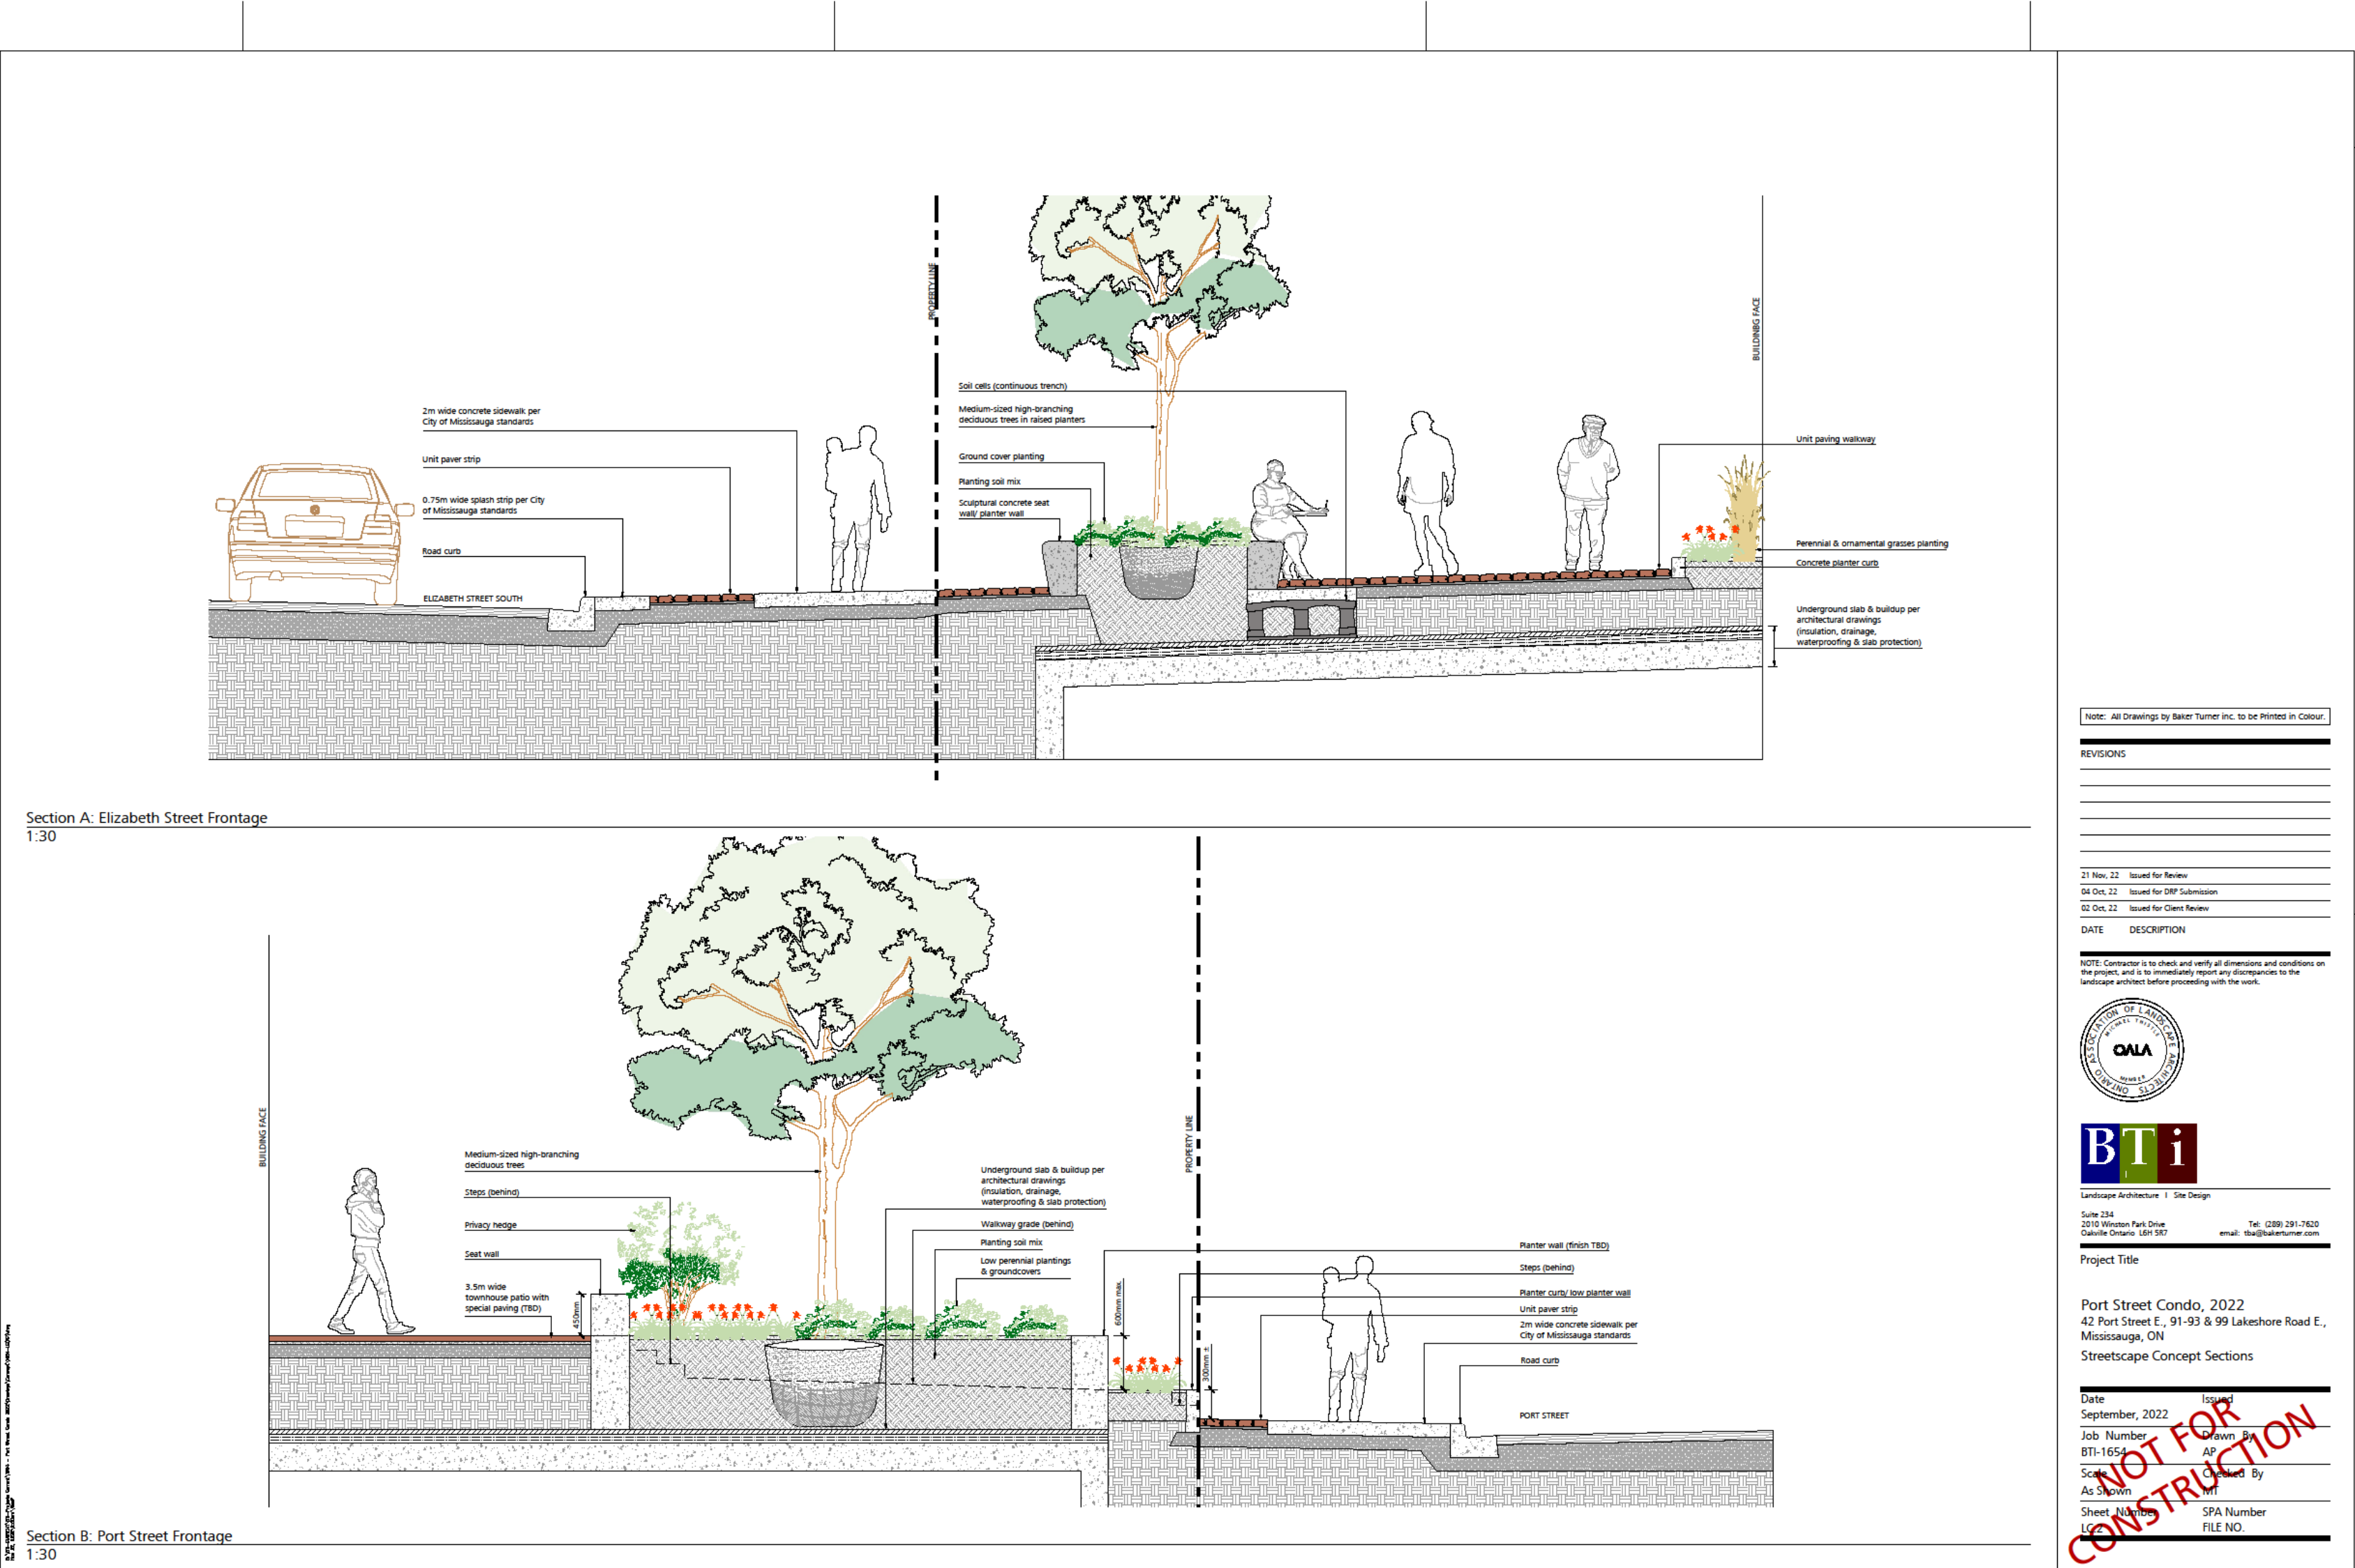 PROPERTY LINE
BUILDINBG FACE
Soil cells (continuous trench)
Medium-sized high-branching
deciduous trees in raised planters
Ground cover planting
Planting soil mix
Sculptural concrete seat
wall/ planter wall
2m wide concrete sidewalk per
City of Mississauga standards
Unit paver strip
0.75m wide splash strip per City
of Mississauga standards
Road curb
ELIZABETH STREET SOUTH
Unit paving walkway
Perennial & ornamental grasses planting
Concrete planter curb
Underground slab & buildup per
architectural drawings
(insulation, drainage,
waterproofing & slab protection)
Section A: Elizabeth Street Frontage
1:30
BUILDING FACE
PROPERTY LINE
Medium-sized high-branching
deciduous trees
Steps (behind)
Privacy hedge
Seat wall
3.5m wide
townhouse patio with
special paving (TBD)
450mm
Underground slab & buildup per
architectural drawings
(insulation, drainage,
waterproofing & slab protection)
Walkway grade (behind)
Planting soil mix
Low perennial plantings
& groundcovers
600mm max.
300mm ±
Planter wall (finish TBD)
Steps (behind)
Planter curb/ low planter wall
Unit paver strip
2m wide concrete sidewalk per
City of Mississauga standards
Road curb
PORT STREET
Section B: Port Street Frontage
1:30
Note: All Drawings by Baker Turner inc. to be Printed in Colour.
REVISIONS
21 Nov, 22 Issued for Review
04 Oct, 22 Issued for DRP Submission
02 Oct, 22 Issued for Client Review
DATE DESCRIPTION
NOTE: Contractor is to check and verify all dimensions and conditions on
the project, and is to immediately report any discrepancies to the
landscape architect before proceeding with the work.
ONTARIO ASSOCIATION OF LANDSCAPE ARCHITECTS
MICHAEL THISTLE
OALA
MEMBER
BTi
Landscape Architecture I Site Design
Suite 234
2010 Winston Park Drive Tel: (289) 291-7620
Oakville Ontario L6H 5R7 email: tba@bakerturner.com
Project Title
Port Street Condo, 2022
42 Port Street E., 91-93 & 99 Lakeshore Road E.,
Mississauga, ON
Streetscape Concept Sections
Date Issued
September, 2022
Job Number Drawn By
BTI-1654 AP
Scale Checked By
As Shown MT
Sheet Number SPA Number
LC.2 FILE NO.
NOT FOR
CONSTRUCTION